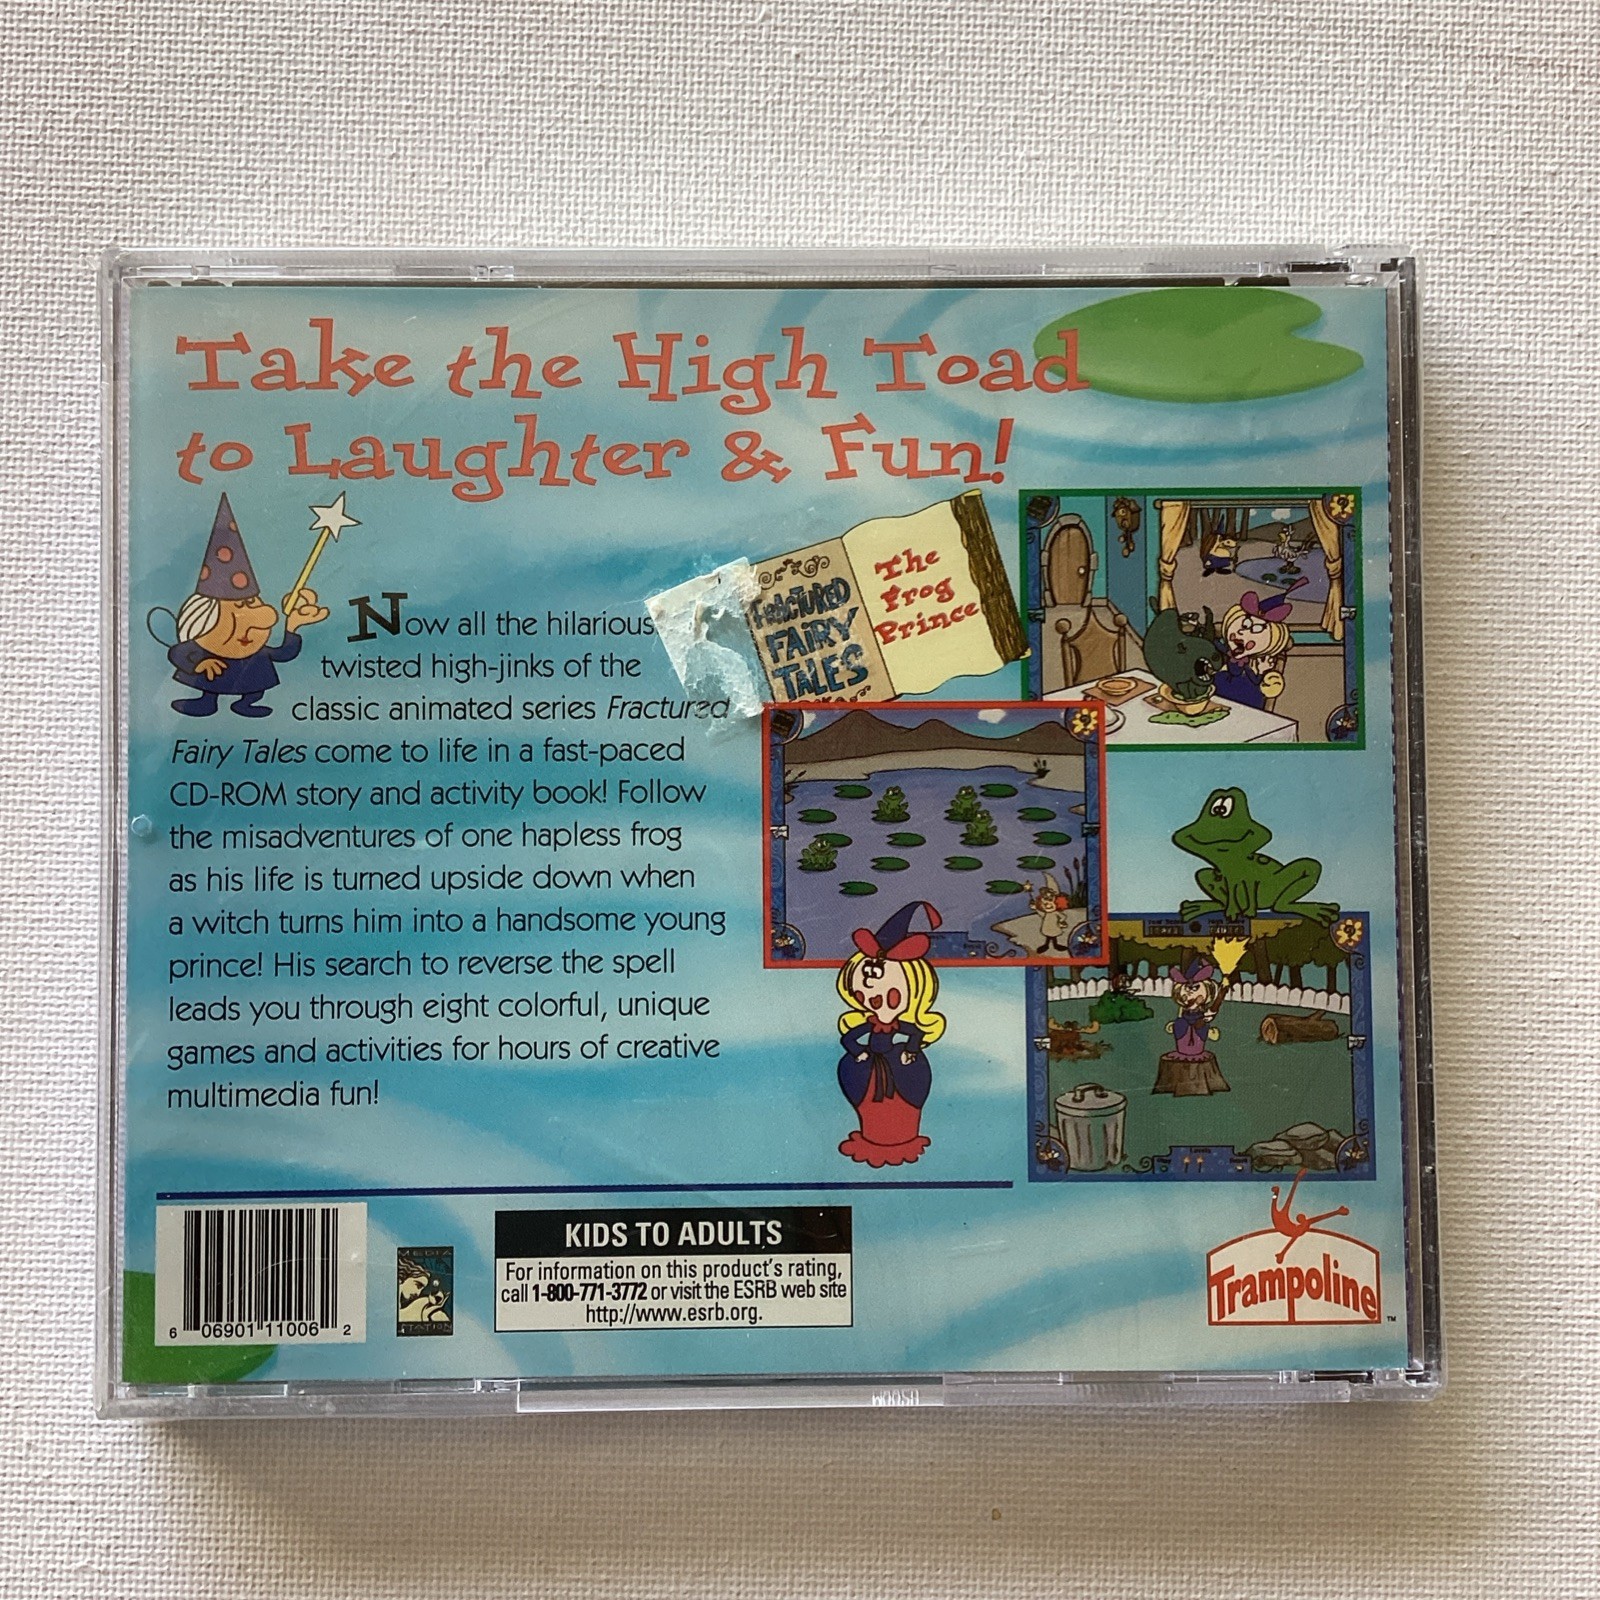 Take the High Toad
to Laughter & Fun!
Now all the hilarious
twisted high-jinks of the
classic animated series Fractured
Fairy Tales come to life in a fast-paced
CD-ROM story and activity book! Follow
the misadventures of one hapless frog
as his life is turned upside down when
a witch turns him into a handsome young
prince! His search to reverse the spell
leads you through eight colorful, unique
games and activities for hours of creative
multimedia fun!
FRACTURED
FAIRY
TALES
The
Frog
Prince
6 06901 11006 2
MEDIA
STATION
KIDS TO ADULTS
For information on this product's rating,
call 1-800-771-3772 or visit the ESRB web site
http://www.esrb.org.
Trampoline™